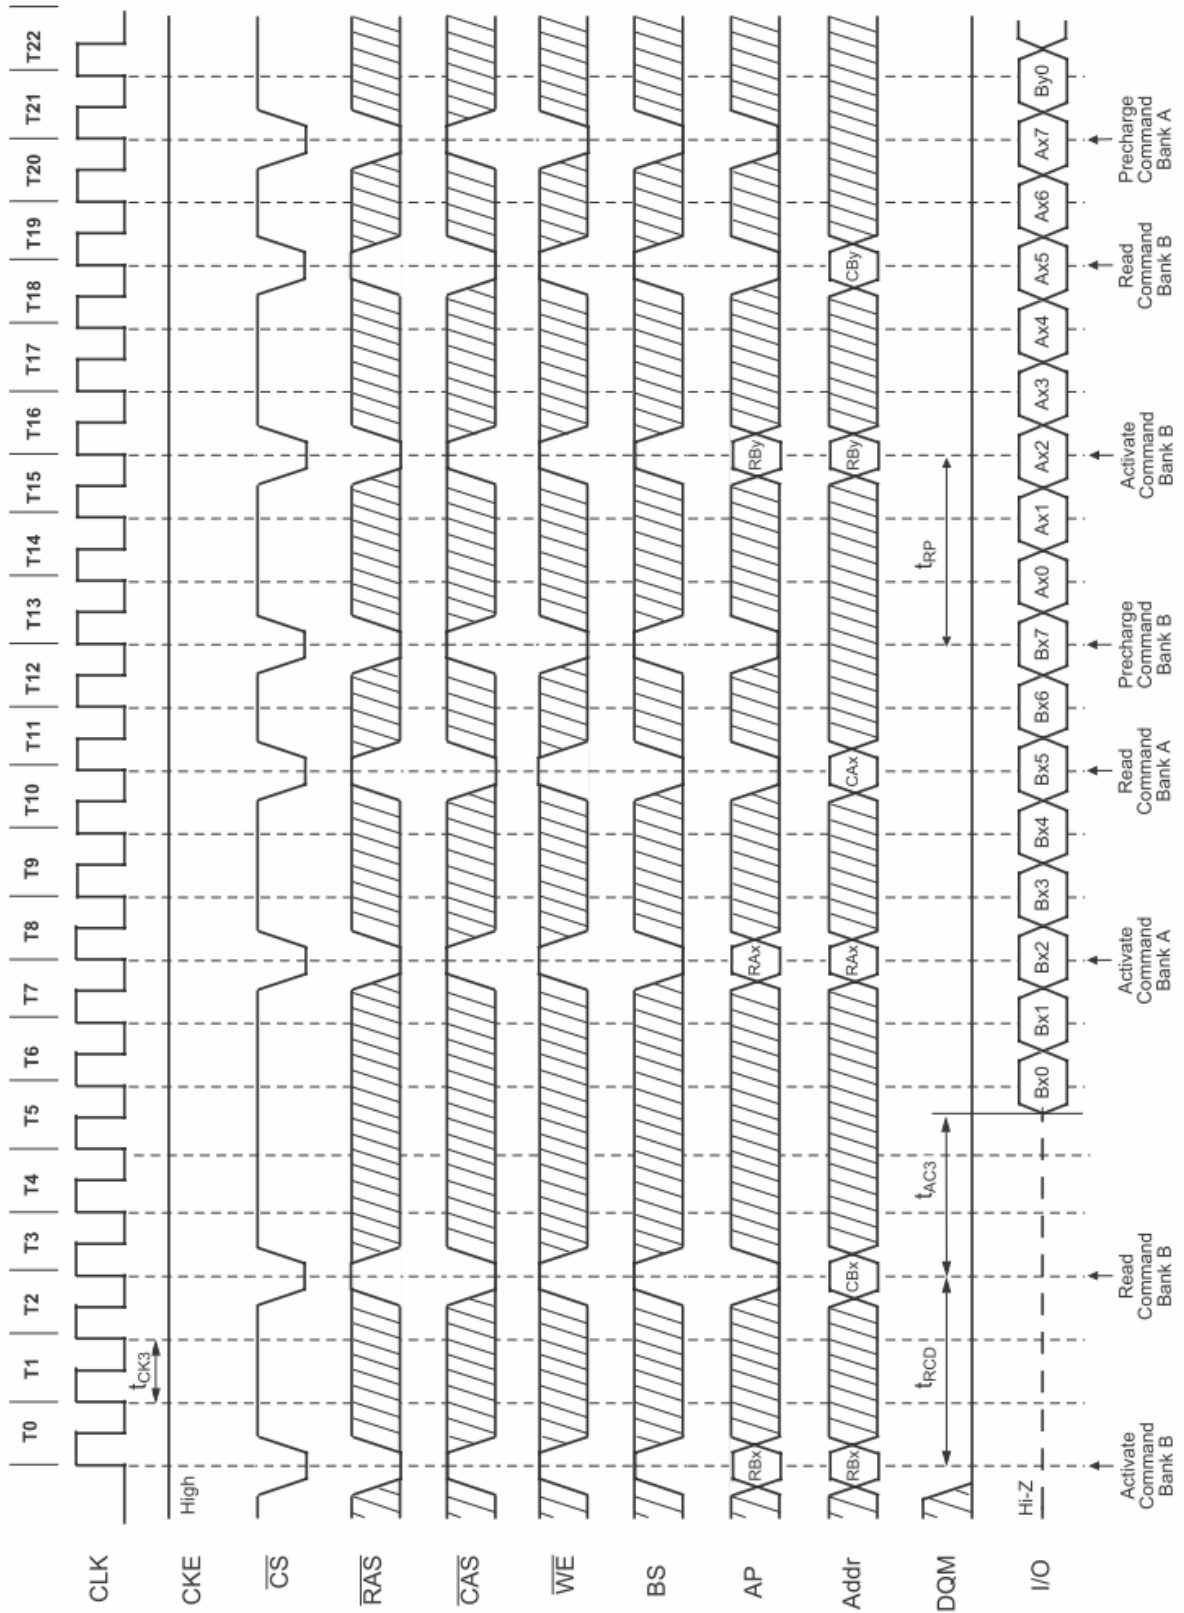 T0 T1 T2 T3 T4 T5 T6 T7 T8 T9 T10 T11 T12 T13 T14 T15 T16 T17 T18 T19 T20 T21 T22
CLK
tCK3
CKE
High
CS
RAS
CAS
WE
BS
AP
RBx RAx RBy
Addr
RBx CBx RAx CAx RBy CBy
DQM
tRCD tAC3 tRP
I/O
Hi-Z
Bx0 Bx1 Bx2 Bx3 Bx4 Bx5 Bx6 Bx7 Ax0 Ax1 Ax2 Ax3 Ax4 Ax5 Ax6 Ax7 By0
Activate
Command
Bank B
Read
Command
Bank B
Activate
Command
Bank A
Read
Command
Bank A
Precharge
Command
Bank B
Activate
Command
Bank B
Read
Command
Bank B
Precharge
Command
Bank A